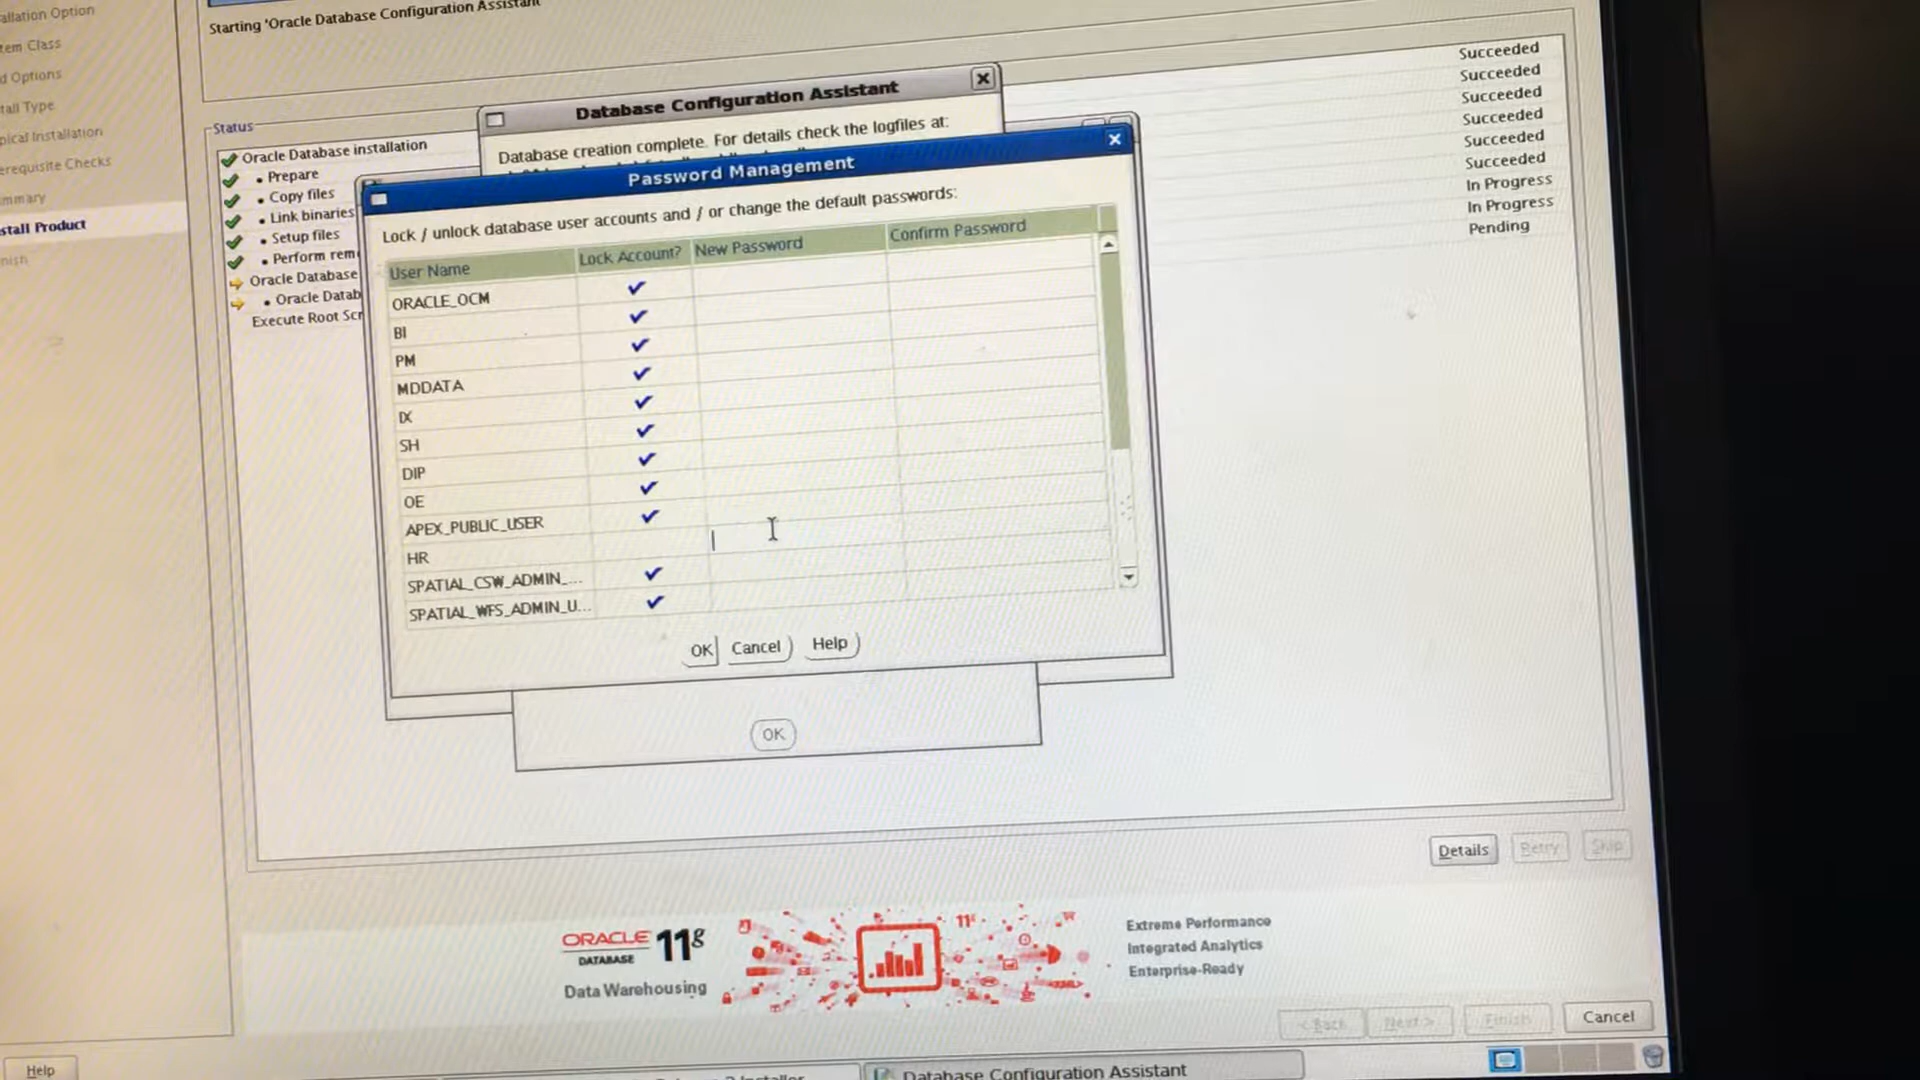 allation Option
tem Class
d Options
tall Type
pical Installation
erequisite Checks
mmary
stall Product
nish
Help
Starting 'Oracle Database Configuration Assistant'
Status
Oracle Database installation
• Prepare
• Copy files
• Link binaries
• Setup files
• Perform rem
Oracle Database
• Oracle Datab
Execute Root Scr
Succeeded
Succeeded
Succeeded
Succeeded
Succeeded
Succeeded
In Progress
In Progress
Pending
Database Configuration Assistant
Database creation complete. For details check the logfiles at:
Password Management
Lock / unlock database user accounts and / or change the default passwords:
User Name Lock Account? New Password Confirm Password
ORACLE_OCM
BI
PM
MDDATA
IX
SH
DIP
OE
APEX_PUBLIC_USER
HR
SPATIAL_CSW_ADMIN_...
SPATIAL_WFS_ADMIN_U...
OK Cancel Help
OK
Details Retry Skip
ORACLE DATABASE 11g
Data Warehousing
11g
Extreme Performance
Integrated Analytics
Enterprise-Ready
< Back Next > Finish Cancel
Database Configuration Assistant